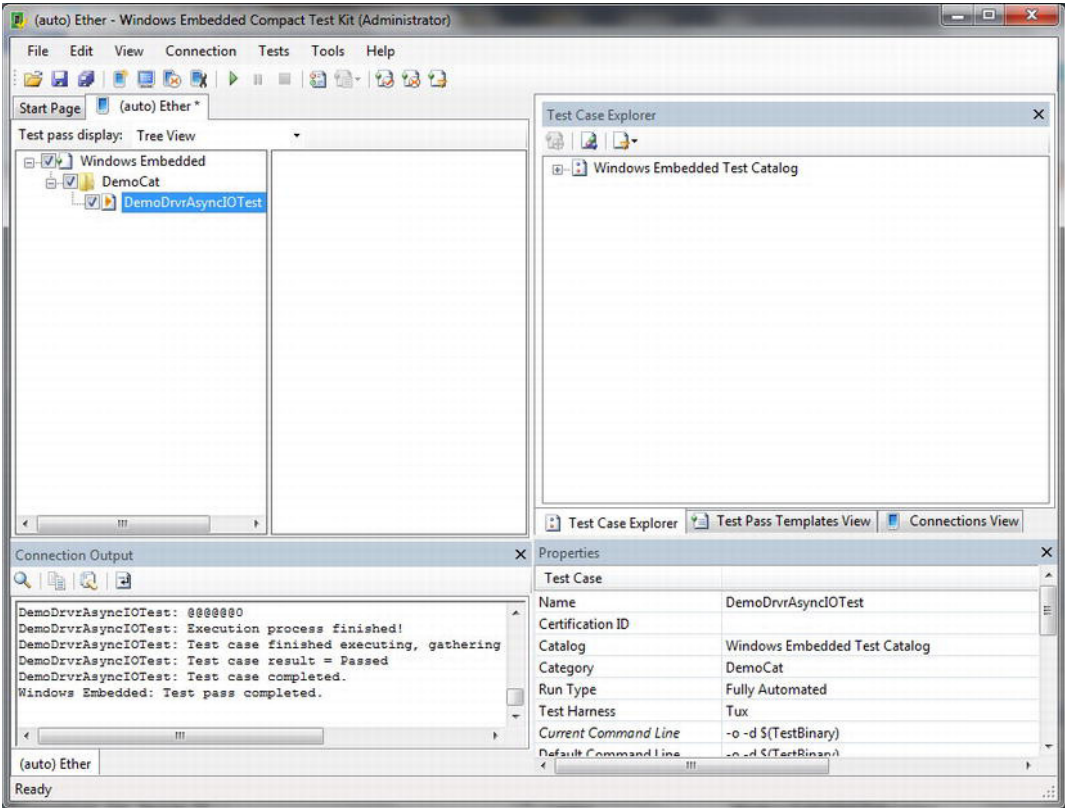 (auto) Ether - Windows Embedded Compact Test Kit (Administrator)
File Edit View Connection Tests Tools Help
Start Page (auto) Ether *
Test pass display: Tree View
Windows Embedded
DemoCat
DemoDrvrAsyncIOTest
Test Case Explorer
Windows Embedded Test Catalog
Test Case Explorer Test Pass Templates View Connections View
Connection Output
DemoDrvrAsyncIOTest: @@@@@@0
DemoDrvrAsyncIOTest: Execution process finished!
DemoDrvrAsyncIOTest: Test case finished executing, gathering
DemoDrvrAsyncIOTest: Test case result = Passed
DemoDrvrAsyncIOTest: Test case completed.
Windows Embedded: Test pass completed.
(auto) Ether
Properties
Test Case
Name DemoDrvrAsyncIOTest
Certification ID
Catalog Windows Embedded Test Catalog
Category DemoCat
Run Type Fully Automated
Test Harness Tux
Current Command Line -o -d $(TestBinary)
Default Command Line -o -d $(TestBinary)
Ready